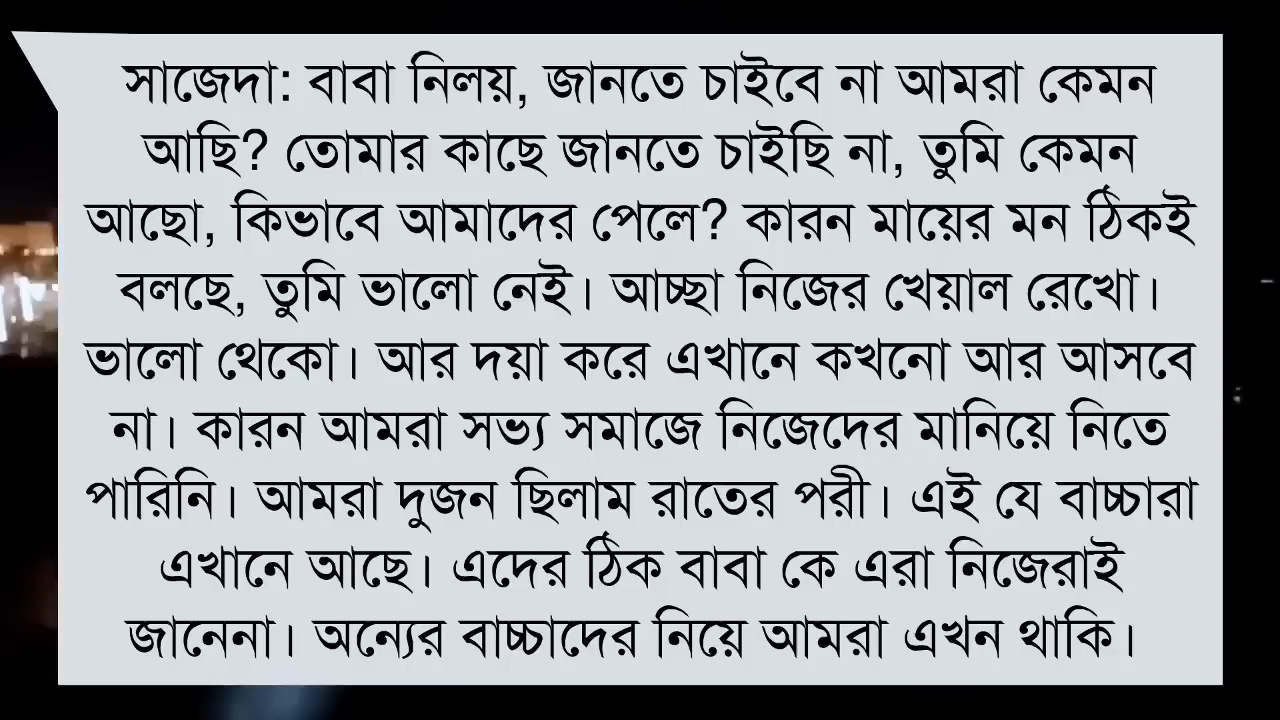 সাজেদা: বাবা নিলয়, জানতে চাইবে না আমরা কেমন
আছি? তোমার কাছে জানতে চাইছি না, তুমি কেমন
আছো, কিভাবে আমাদের পেলে? কারন মায়ের মন ঠিকই
বলছে, তুমি ভালো নেই। আচ্ছা নিজের খেয়াল রেখো।
ভালো থেকো। আর দয়া করে এখানে কখনো আর আসবে
না। কারন আমরা সভ্য সমাজে নিজেদের মানিয়ে নিতে
পারিনি। আমরা দুজন ছিলাম রাতের পরী। এই যে বাচ্চারা
এখানে আছে। এদের ঠিক বাবা কে এরা নিজেরাই
জানেনা। অন্যের বাচ্চাদের নিয়ে আমরা এখন থাকি।